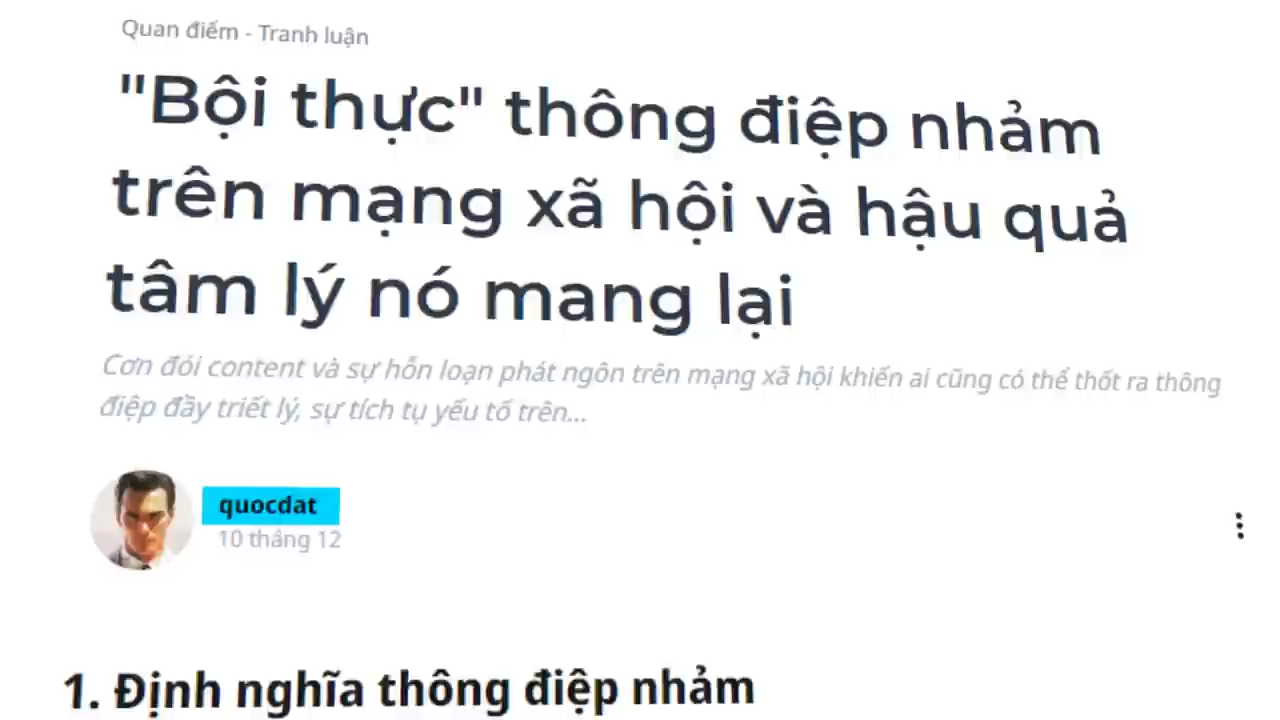 Quan điểm - Tranh luận
"Bội thực" thông điệp nhảm
trên mạng xã hội và hậu quả
tâm lý nó mang lại
Cơn đói content và sự hỗn loạn phát ngôn trên mạng xã hội khiến ai cũng có thể thốt ra thông
điệp đầy triết lý, sự tích tụ yếu tố trên...
quocdat
10 tháng 12
1. Định nghĩa thông điệp nhảm